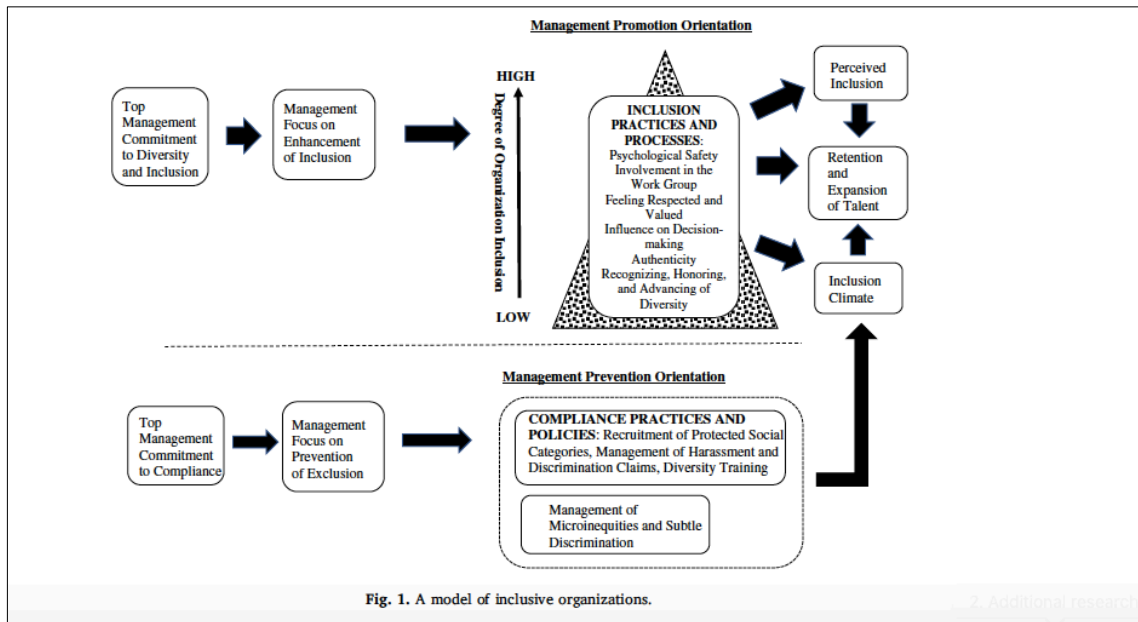 Management Promotion Orientation
Top
Management
Commitment
to Diversity
and Inclusion
Management
Focus on
Enhancement
of Inclusion
HIGH
Degree of Organization Inclusion
LOW
INCLUSION
PRACTICES AND
PROCESSES:
Psychological Safety
Involvement in the
Work Group
Feeling Respected and
Valued
Influence on Decision-
making
Authenticity
Recognizing, Honoring,
and Advancing of
Diversity
Perceived
Inclusion
Retention
and
Expansion
of Talent
Inclusion
Climate
Management Prevention Orientation
Top
Management
Commitment
to Compliance
Management
Focus on
Prevention
of Exclusion
COMPLIANCE PRACTICES AND
POLICIES: Recruitment of Protected Social
Categories, Management of Harassment and
Discrimination Claims, Diversity Training
Management of
Microinequities and Subtle
Discrimination
Fig. 1. A model of inclusive organizations.
2. Additional research